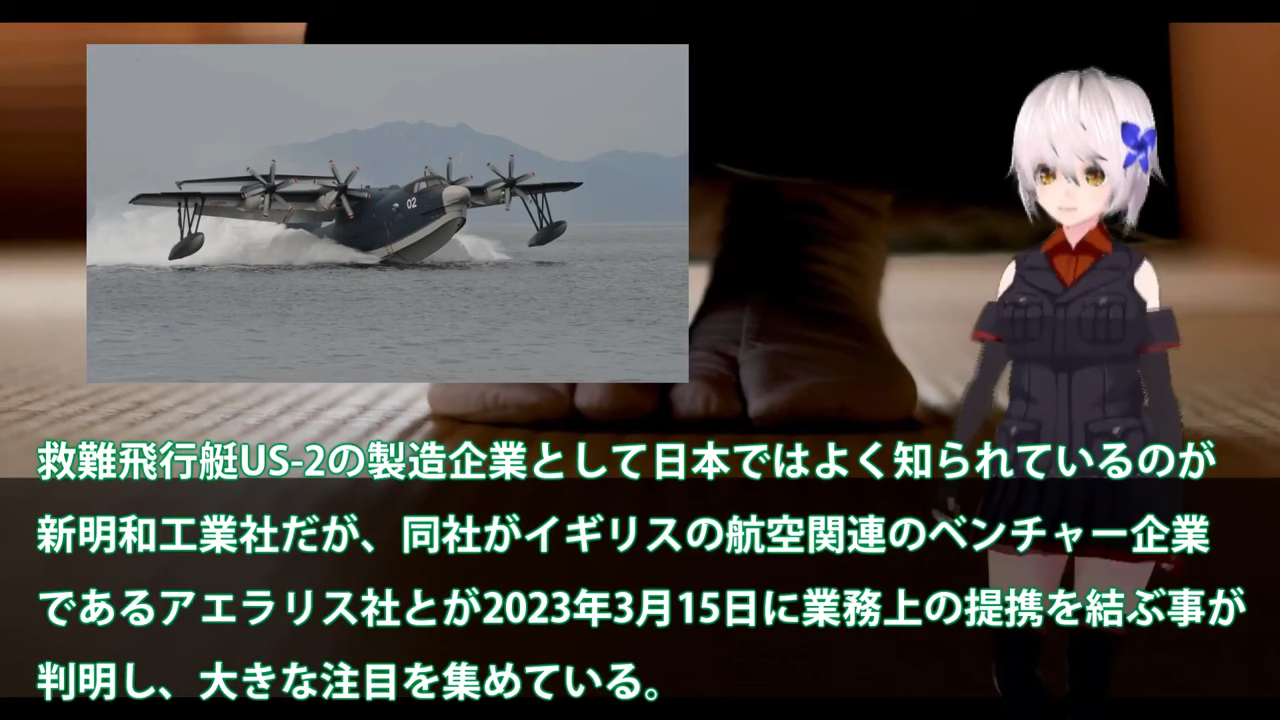 02
救難飛行艇US-2の製造企業として日本ではよく知られているのが
新明和工業社だが、同社がイギリスの航空関連のベンチャー企業
であるアエラリス社とが2023年3月15日に業務上の提携を結ぶ事が
判明し、大きな注目を集めている。